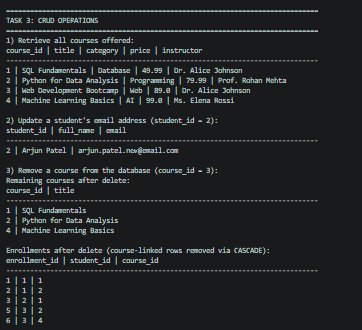 ================================================================================
TASK 3: CRUD OPERATIONS
================================================================================
1) Retrieve all courses offered:
course_id | title | category | price | instructor
--------------------------------------------------------------------------------
1 | SQL Fundamentals | Database | 49.99 | Dr. Alice Johnson
2 | Python for Data Analysis | Programming | 79.99 | Prof. Rohan Mehta
3 | Web Development Bootcamp | Web | 89.0 | Dr. Alice Johnson
4 | Machine Learning Basics | AI | 99.0 | Ms. Elena Rossi
2) Update a student's email address (student_id = 2):
student_id | full_name | email
--------------------------------------------------------------------------------
2 | Arjun Patel | arjun.patel.new@email.com
3) Remove a course from the database (course_id = 3):
Remaining courses after delete:
course_id | title
--------------------------------------------------------------------------------
1 | SQL Fundamentals
2 | Python for Data Analysis
4 | Machine Learning Basics
Enrollments after delete (course-linked rows removed via CASCADE):
enrollment_id | student_id | course_id
--------------------------------------------------------------------------------
1 | 1 | 1
2 | 1 | 2
3 | 2 | 1
5 | 3 | 2
6 | 3 | 4